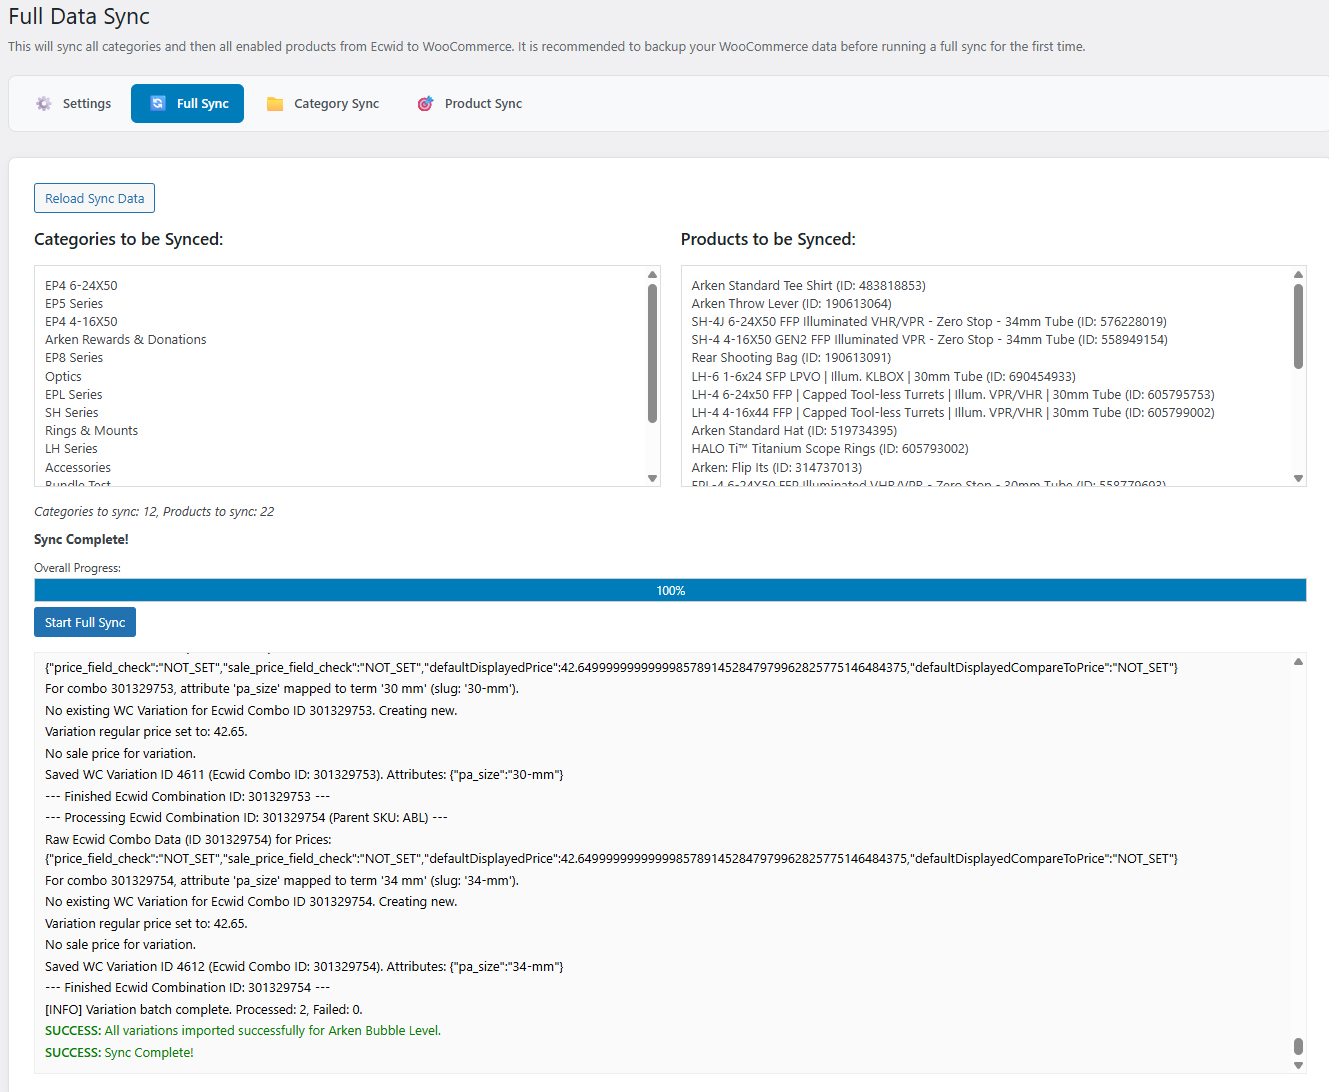 Full Data Sync
This will sync all categories and then all enabled products from Ecwid to WooCommerce. It is recommended to backup your WooCommerce data before running a full sync for the first time.
Settings
Full Sync
Category Sync
Product Sync
Reload Sync Data
Categories to be Synced:
EP4 6-24X50
EP5 Series
EP4 4-16X50
Arken Rewards & Donations
EP8 Series
Optics
EPL Series
SH Series
Rings & Mounts
LH Series
Accessories
Bundle Test
Products to be Synced:
Arken Standard Tee Shirt (ID: 483818853)
Arken Throw Lever (ID: 190613064)
SH-4J 6-24X50 FFP Illuminated VHR/VPR - Zero Stop - 34mm Tube (ID: 576228019)
SH-4 4-16X50 GEN2 FFP Illuminated VPR - Zero Stop - 34mm Tube (ID: 558949154)
Rear Shooting Bag (ID: 190613091)
LH-6 1-6x24 SFP LPVO | Illum. KLBOX | 30mm Tube (ID: 690454933)
LH-4 6-24x50 FFP | Capped Tool-less Turrets | Illum. VPR/VHR | 30mm Tube (ID: 605795753)
LH-4 4-16x44 FFP | Capped Tool-less Turrets | Illum. VPR/VHR | 30mm Tube (ID: 605799002)
Arken Standard Hat (ID: 519734395)
HALO Ti™ Titanium Scope Rings (ID: 605793002)
Arken: Flip Its (ID: 314737013)
EPL-4 6-24X50 FFP Illuminated VHR/VPR - Zero Stop - 30mm Tube (ID: 558779693)
Categories to sync: 12, Products to sync: 22
Sync Complete!
Overall Progress:
100%
Start Full Sync
{"price_field_check":"NOT_SET","sale_price_field_check":"NOT_SET","defaultDisplayedPrice":42.64999999999999857891452847979962825775146484375,"defaultDisplayedCompareToPrice":"NOT_SET"}
For combo 301329753, attribute 'pa_size' mapped to term '30 mm' (slug: '30-mm').
No existing WC Variation for Ecwid Combo ID 301329753. Creating new.
Variation regular price set to: 42.65.
No sale price for variation.
Saved WC Variation ID 4611 (Ecwid Combo ID: 301329753). Attributes: {"pa_size":"30-mm"}
--- Finished Ecwid Combination ID: 301329753 ---
--- Processing Ecwid Combination ID: 301329754 (Parent SKU: ABL) ---
Raw Ecwid Combo Data (ID 301329754) for Prices:
{"price_field_check":"NOT_SET","sale_price_field_check":"NOT_SET","defaultDisplayedPrice":42.64999999999999857891452847979962825775146484375,"defaultDisplayedCompareToPrice":"NOT_SET"}
For combo 301329754, attribute 'pa_size' mapped to term '34 mm' (slug: '34-mm').
No existing WC Variation for Ecwid Combo ID 301329754. Creating new.
Variation regular price set to: 42.65.
No sale price for variation.
Saved WC Variation ID 4612 (Ecwid Combo ID: 301329754). Attributes: {"pa_size":"34-mm"}
--- Finished Ecwid Combination ID: 301329754 ---
[INFO] Variation batch complete. Processed: 2, Failed: 0.
SUCCESS: All variations imported successfully for Arken Bubble Level.
SUCCESS: Sync Complete!